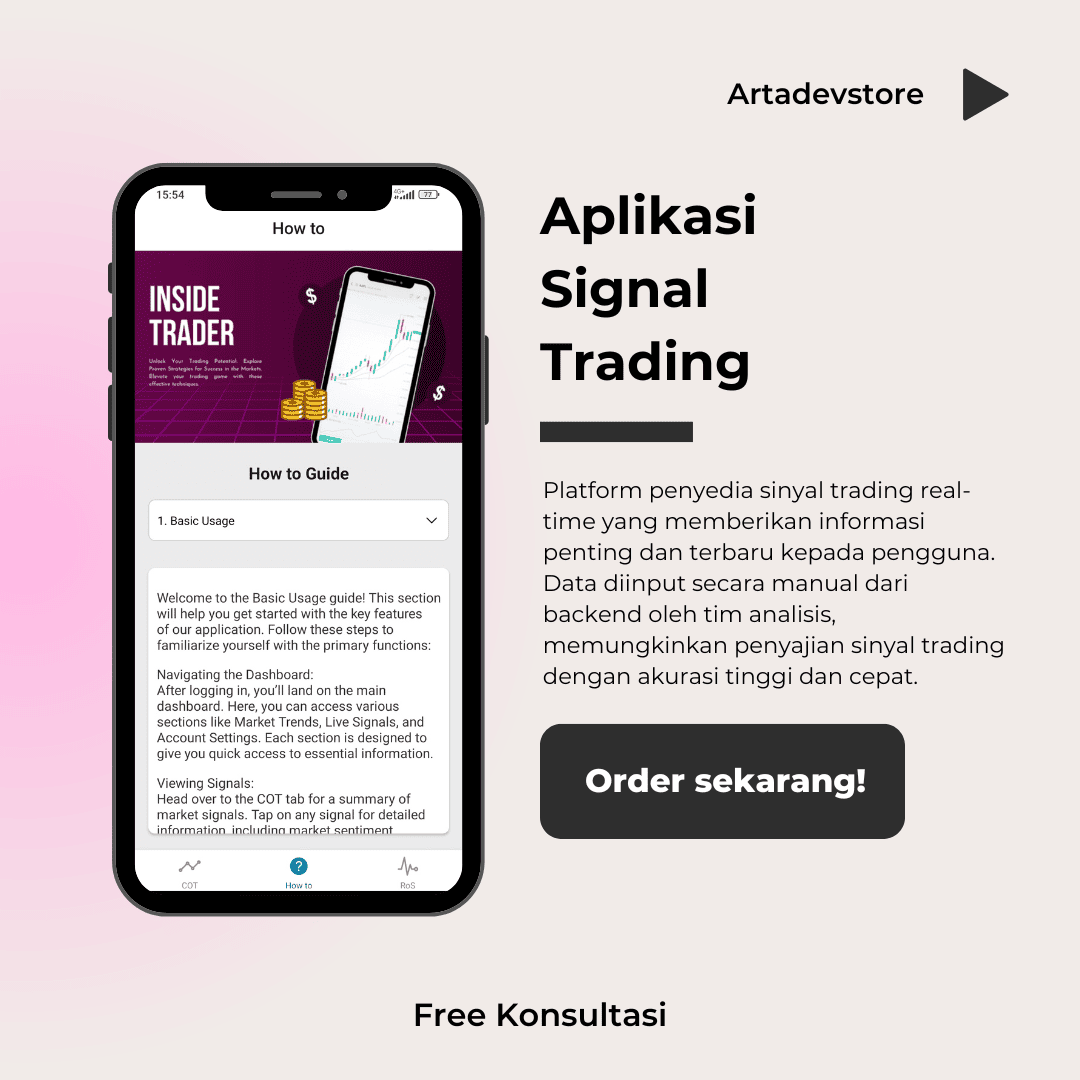 Artadevstore
Aplikasi
Signal
Trading
Platform penyedia sinyal trading real-
time yang memberikan informasi
penting dan terbaru kepada pengguna.
Data diinput secara manual dari
backend oleh tim analisis,
memungkinkan penyajian sinyal trading
dengan akurasi tinggi dan cepat.
Order sekarang!
15:54
4G+
77
How to
INSIDE
TRADER
Unlock Your Trading Potential: Explore
Proven Strategies for Success in the Markets.
Elevate your trading game with these
effective techniques.
$
$
How to Guide
1. Basic Usage
Welcome to the Basic Usage guide! This section
will help you get started with the key features
of our application. Follow these steps to
familiarize yourself with the primary functions:
Navigating the Dashboard:
After logging in, you’ll land on the main
dashboard. Here, you can access various
sections like Market Trends, Live Signals, and
Account Settings. Each section is designed to
give you quick access to essential information.
Viewing Signals:
Head over to the COT tab for a summary of
market signals. Tap on any signal for detailed
information, including market sentiment
?
COT
How to
RoS
Free Konsultasi